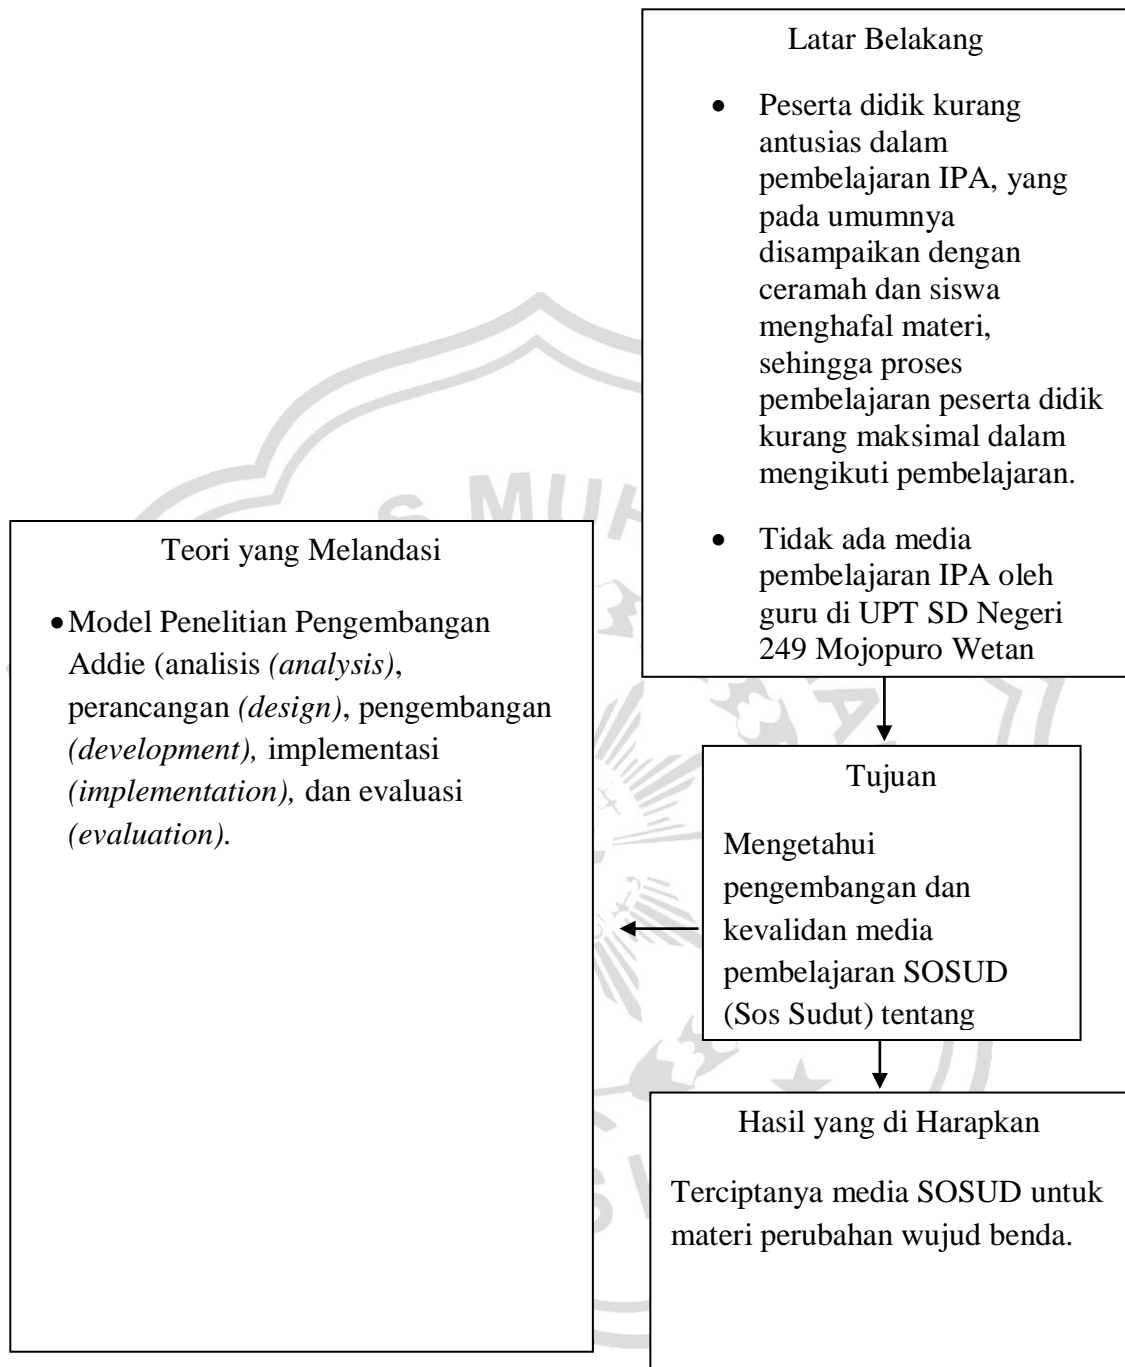 Latar Belakang
• Peserta didik kurang
antusias dalam
pembelajaran IPA, yang
pada umumnya
disampaikan dengan
ceramah dan siswa
menghafal materi,
sehingga proses
pembelajaran peserta didik
kurang maksimal dalam
mengikuti pembelajaran.
• Tidak ada media
pembelajaran IPA oleh
guru di UPT SD Negeri
249 Mojopuro Wetan
Teori yang Melandasi
• Model Penelitian Pengembangan
Addie (analisis (analysis),
perancangan (design), pengembangan
(development), implementasi
(implementation), dan evaluasi
(evaluation).
Tujuan
Mengetahui
pengembangan dan
kevalidan media
pembelajaran SOSUD
(Sos Sudut) tentang
Hasil yang di Harapkan
Terciptanya media SOSUD untuk
materi perubahan wujud benda.